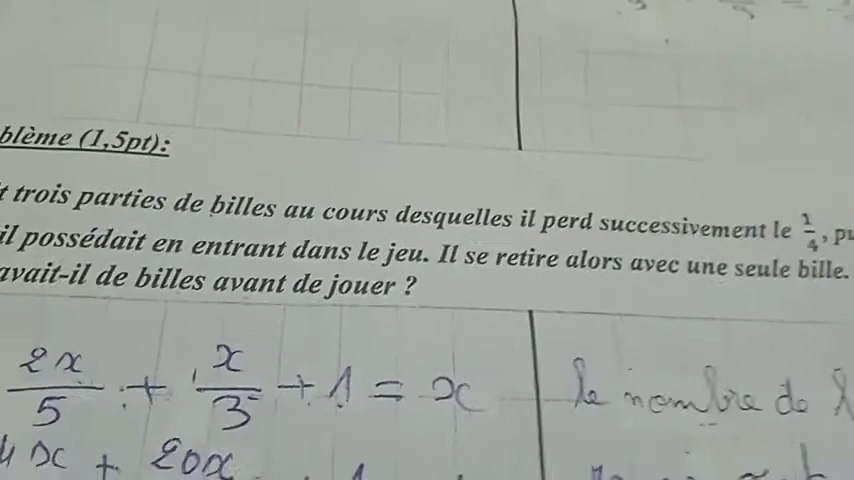 blème (1,5pt):
t trois parties de billes au cours desquelles il perd successivement le 1/4, pu
il possédait en entrant dans le jeu. Il se retire alors avec une seule bille.
avait-il de billes avant de jouer ?
2x/5 + x/3 + 1 = x
le nombre de
4x + 20x